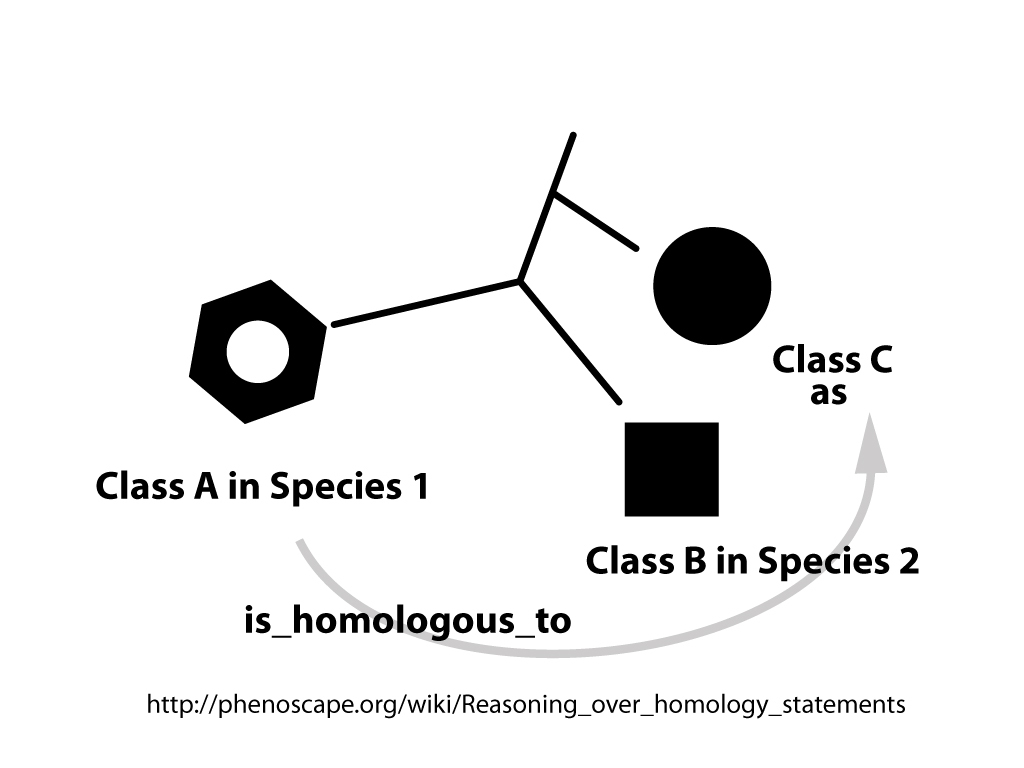 Class C
as
Class A in Species 1
Class B in Species 2
is_homologous_to
http://phenoscape.org/wiki/Reasoning_over_homology_statements